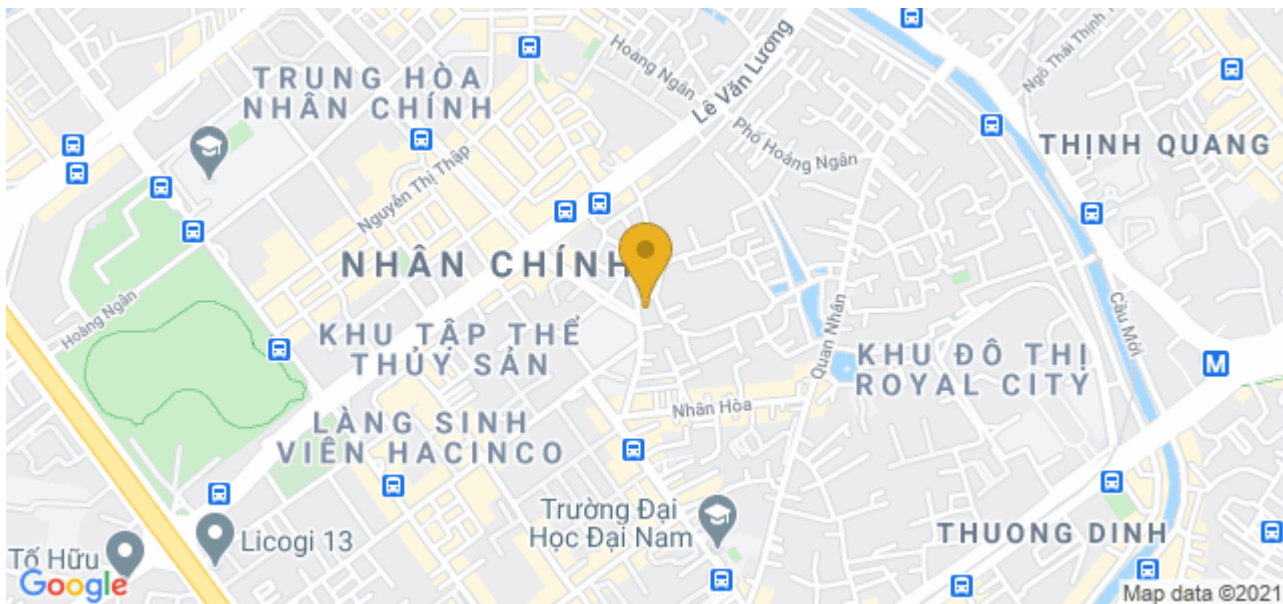 Hoàng Ngân
Lê Văn Lương
Ngõ Thái Thịnh
TRUNG HÒA
NHÂN CHÍNH
Phố Hoàng Ngân
THỊNH QUANG
Nguyễn Thị Thập
NHÂN CHÍNH
Hoàng Ngân
KHU TẬP THỂ
THỦY SẢN
Quan Nhân
Cầu Mới
KHU ĐÔ THỊ
ROYAL CITY
M
Nhân Hòa
LÀNG SINH
VIÊN HACINCO
Trường Đại
Học Đại Nam
THUONG DINH
Licogi 13
Tố Hữu
Google
Map data ©2021